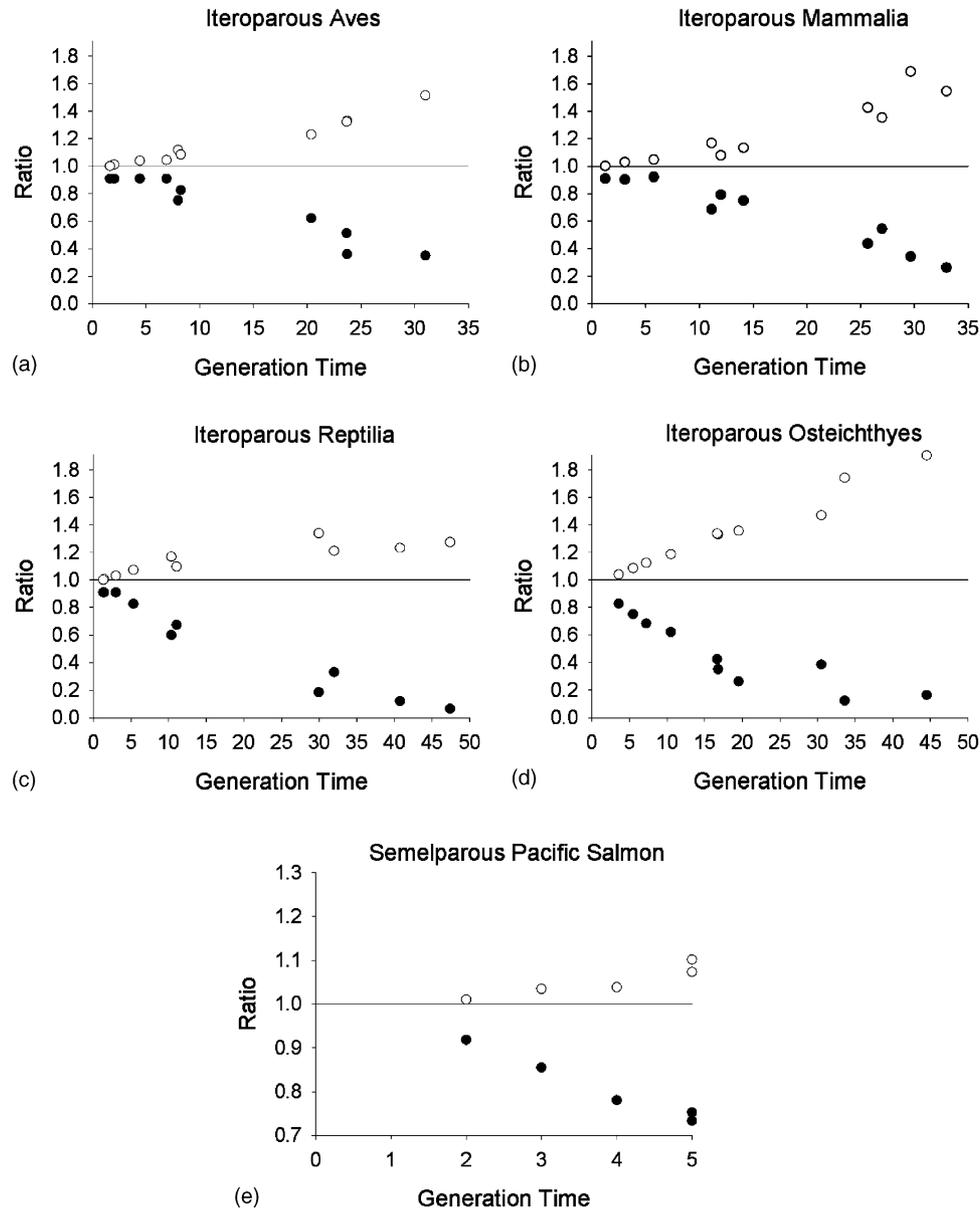 Iteroparous Aves
1.8
1.6
1.4
1.2
1.0
0.8
0.6
0.4
0.2
0.0
Ratio
0 5 10 15 20 25 30 35
Generation Time
(a)
Iteroparous Mammalia
1.8
1.6
1.4
1.2
1.0
0.8
0.6
0.4
0.2
0.0
Ratio
0 5 10 15 20 25 30 35
Generation Time
(b)
Iteroparous Reptilia
1.8
1.6
1.4
1.2
1.0
0.8
0.6
0.4
0.2
0.0
Ratio
0 5 10 15 20 25 30 35 40 45 50
Generation Time
(c)
Iteroparous Osteichthyes
1.8
1.6
1.4
1.2
1.0
0.8
0.6
0.4
0.2
0.0
Ratio
0 5 10 15 20 25 30 35 40 45 50
Generation Time
(d)
Semelparous Pacific Salmon
1.3
1.2
1.1
1.0
0.9
0.8
0.7
Ratio
0 1 2 3 4 5
Generation Time
(e)